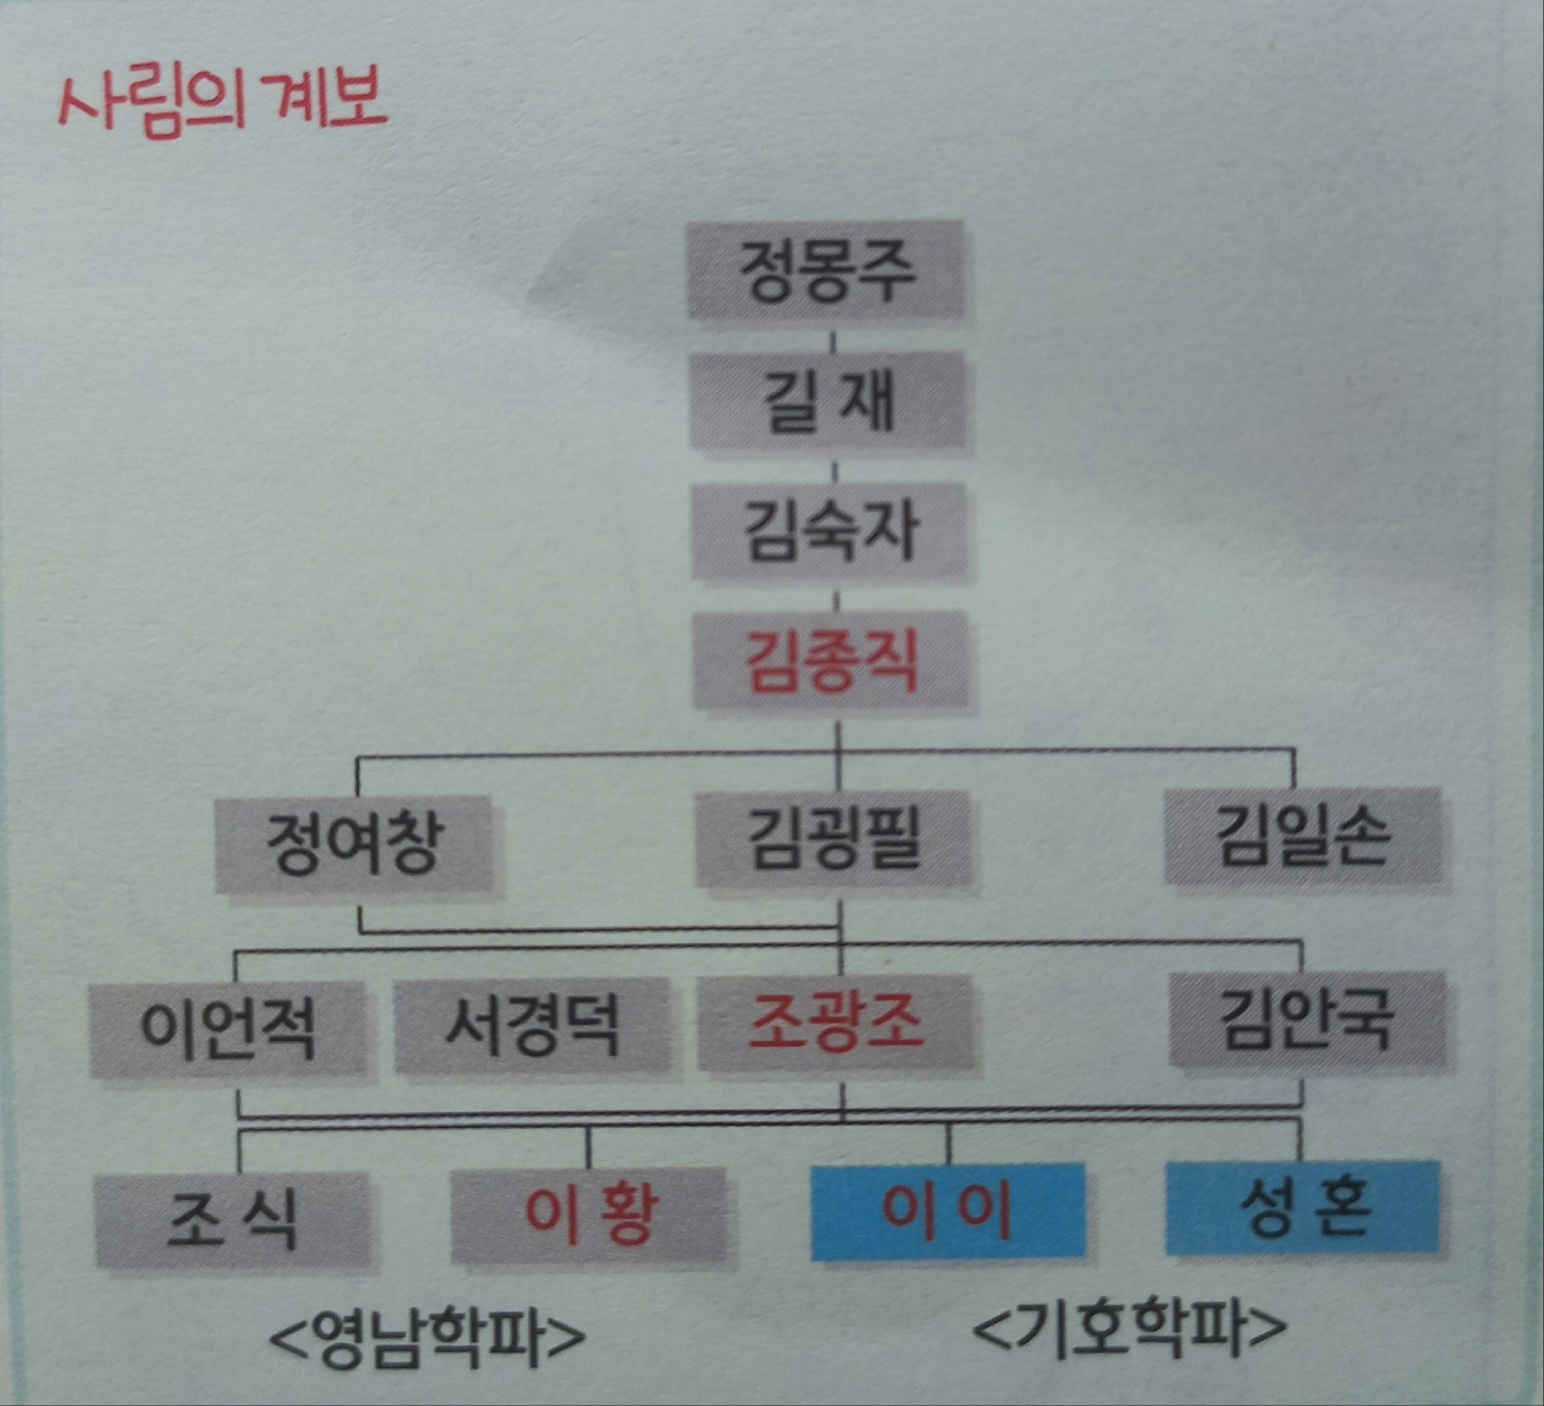 사림의 계보
정몽주
길 재
김숙자
김종직
정여창 김굉필 김일손
이언적 서경덕 조광조 김안국
조 식 이 황 이 이 성 혼
<영남학파> <기호학파>